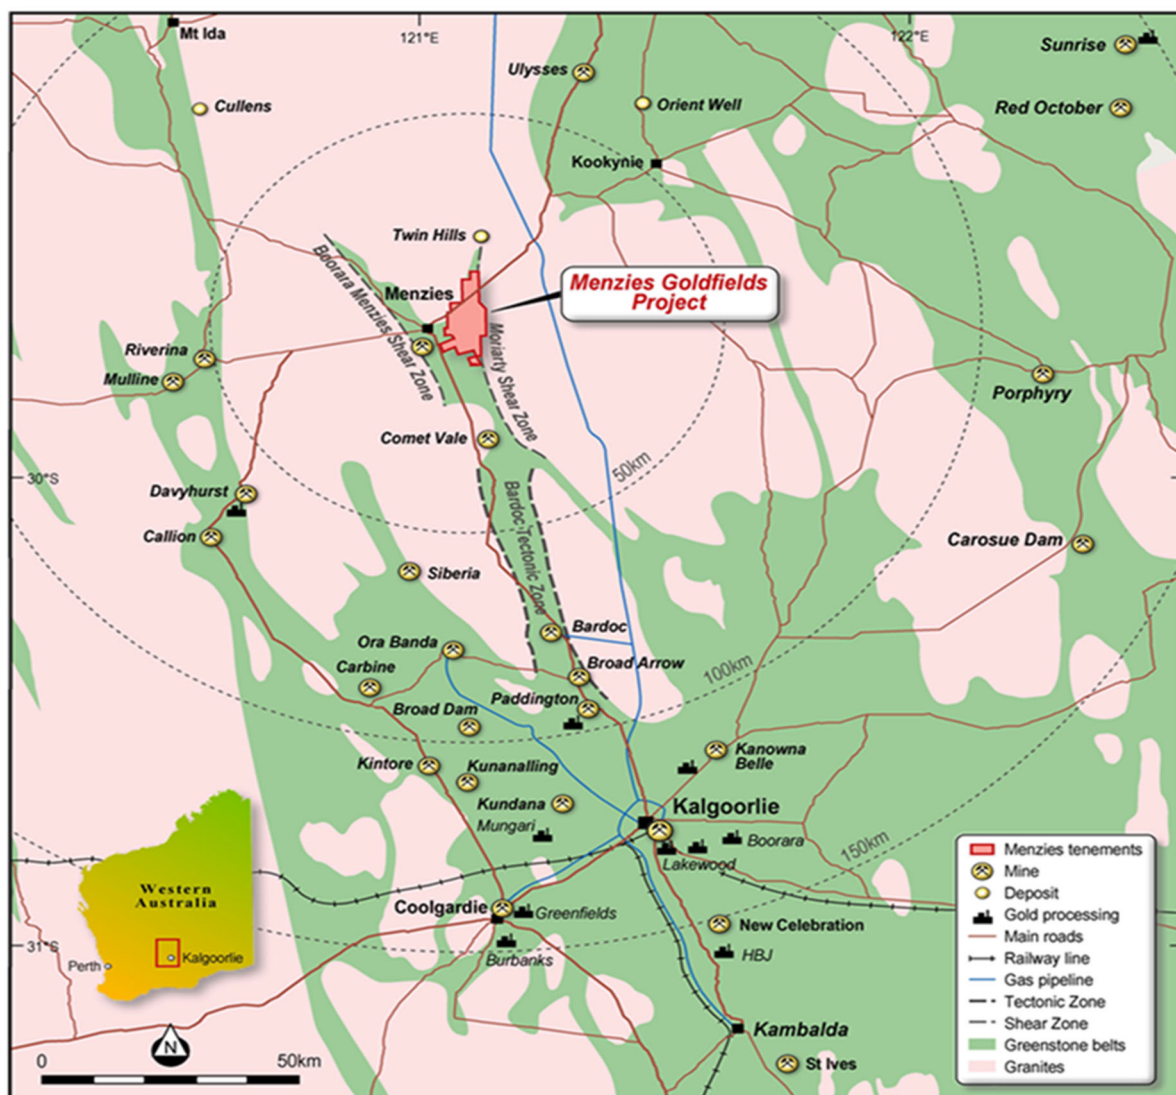 Mt Ida
121°E
122°E
Sunrise
Ulysses
Cullens
Orient Well
Red October
Kookynie
Twin Hills
Boorara Menzies Shear Zone
Menzies
Menzies Goldfields
Project
Moriarty Shear Zone
Riverina
Mulline
Porphyry
Comet Vale
50km
30°S
Davyhurst
Bardoc Tectonic Zone
Callion
Carosue Dam
Siberia
Bardoc
Ora Banda
Broad Arrow
Carbine
100km
Paddington
Broad Dam
Kanowna
Belle
Kintore
Kunanalling
Kundana
Kalgoorlie
Mungari
Boorara
150km
Lakewood
Western
Australia
Coolgardie
Greenfields
New Celebration
31°S
Perth
Kalgoorlie
Burbanks
HBJ
Kambalda
St Ives
N
0
50km
Menzies tenements
Mine
Deposit
Gold processing
Main roads
Railway line
Gas pipeline
Tectonic Zone
Shear Zone
Greenstone belts
Granites